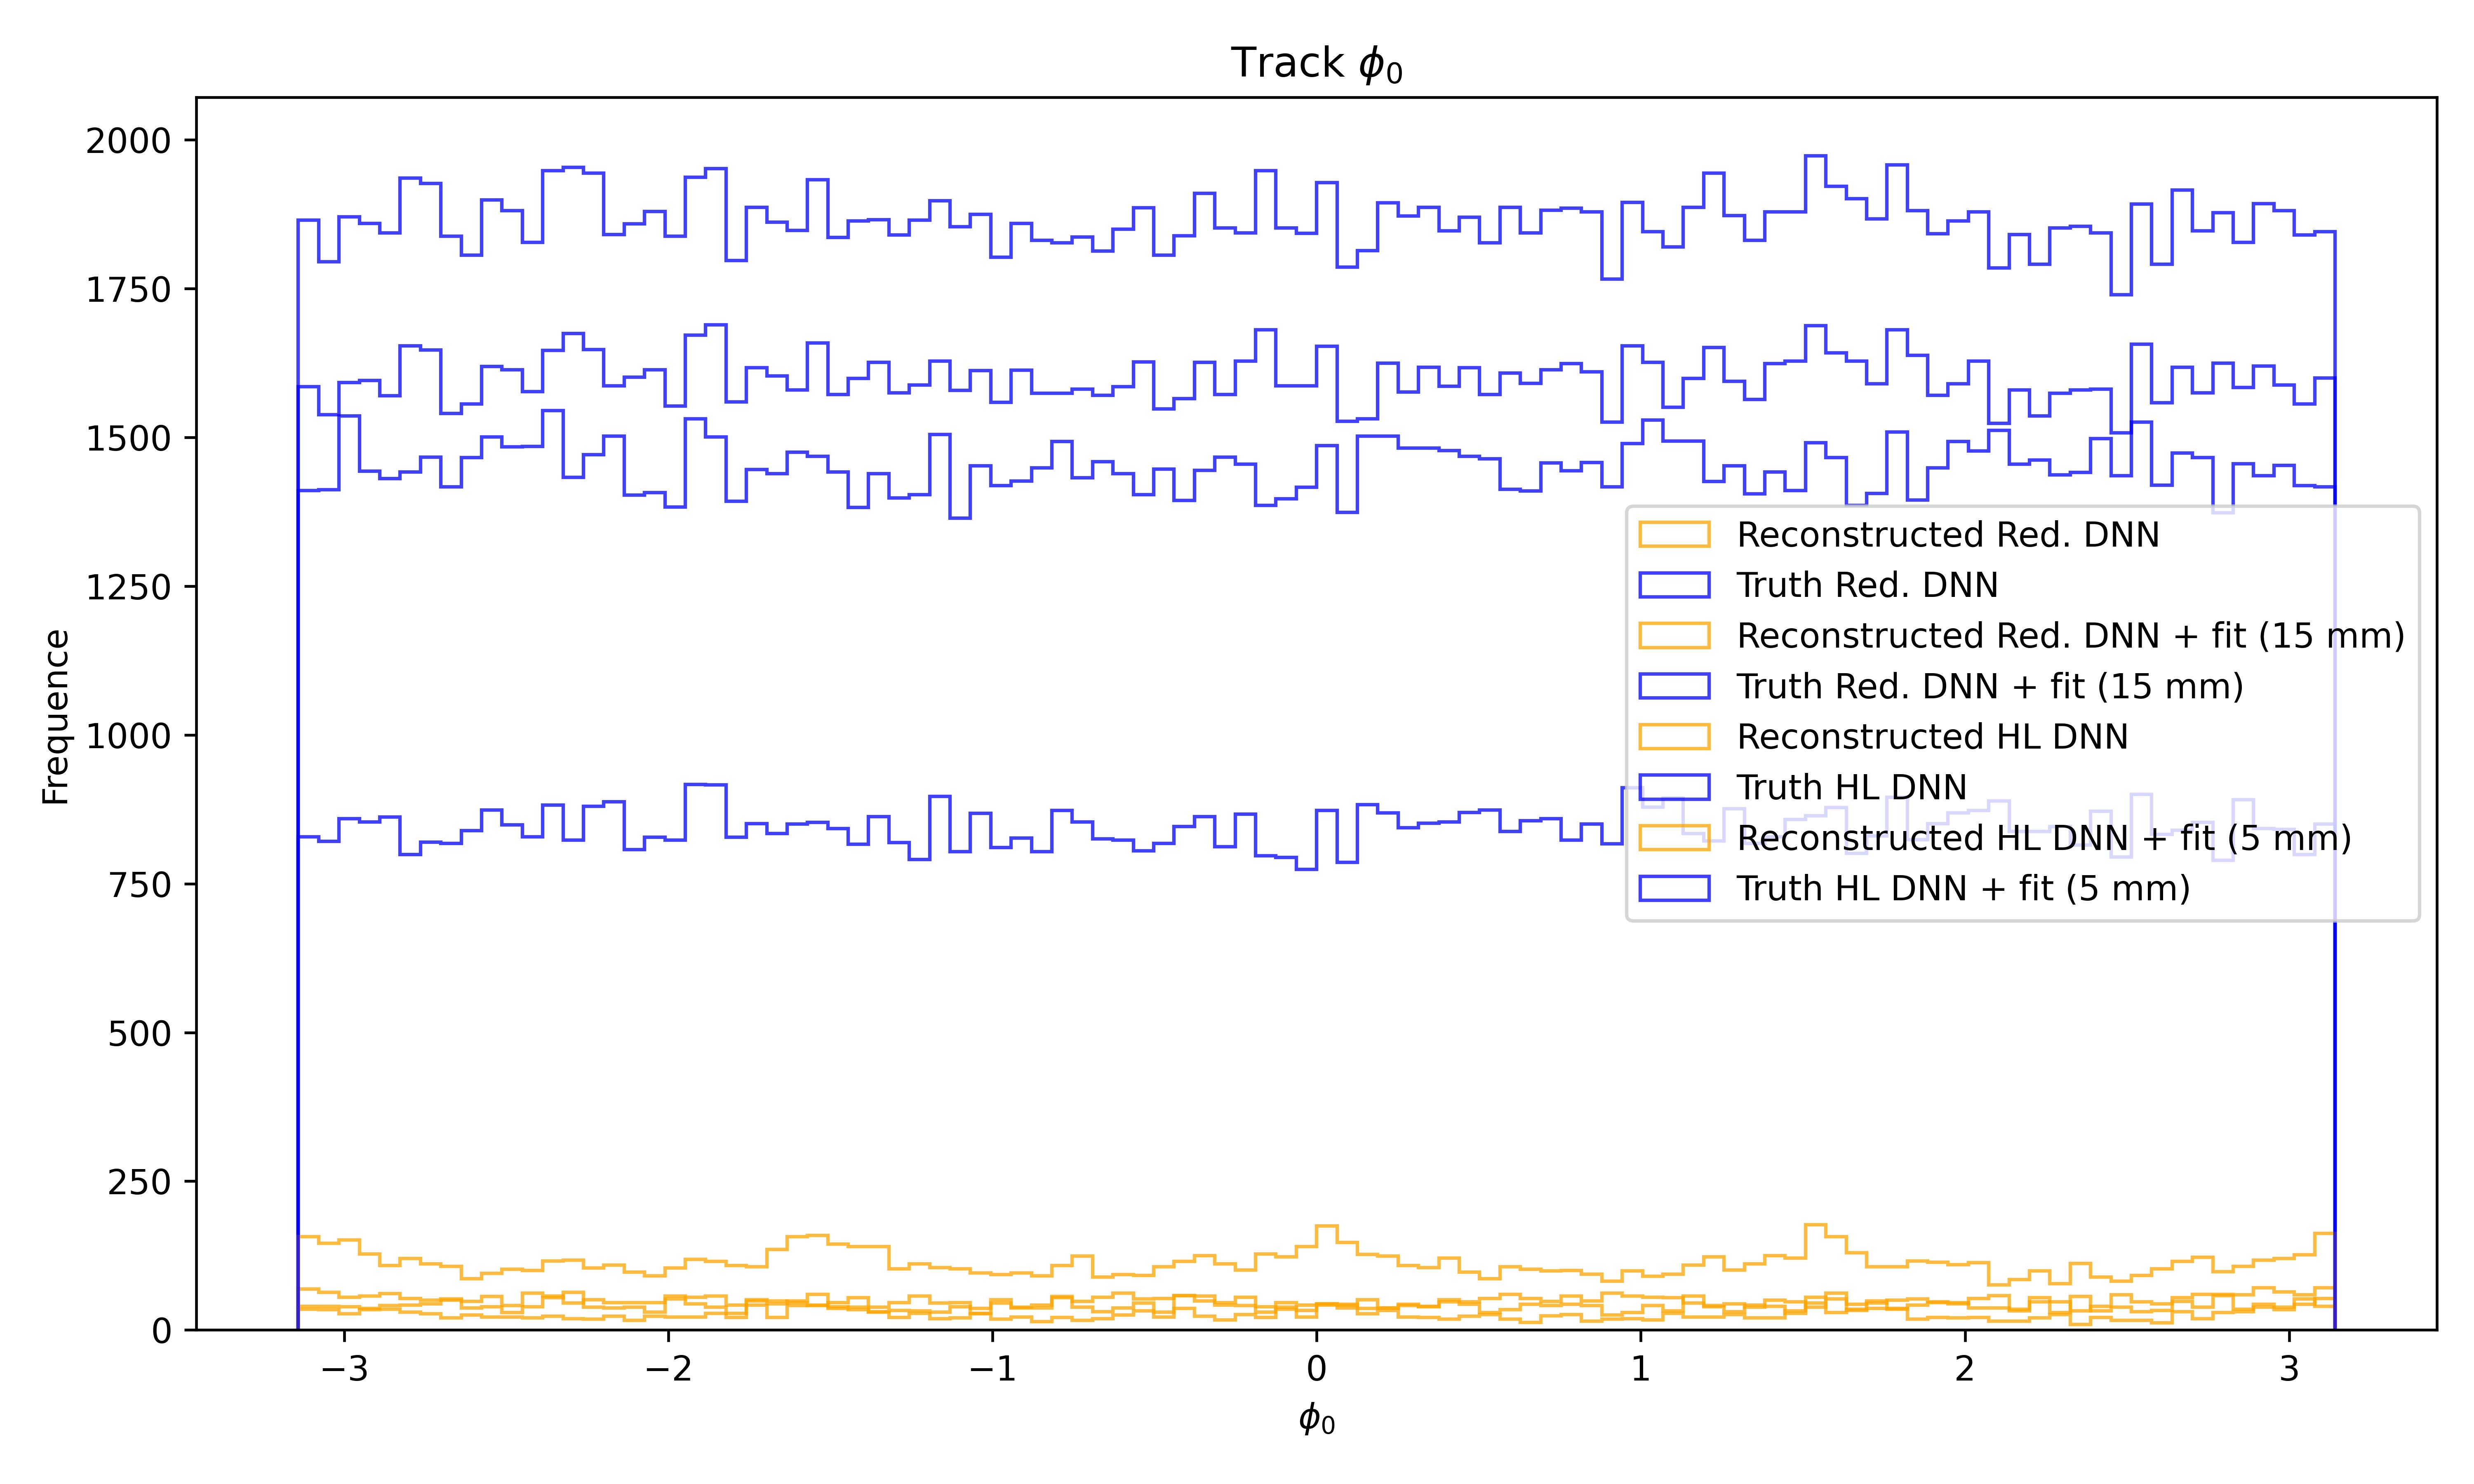 Track ϕ₀
Frequence
2000
1750
1500
1250
1000
750
500
250
0
Reconstructed Red. DNN
Truth Red. DNN
Reconstructed Red. DNN + fit (15 mm)
Truth Red. DNN + fit (15 mm)
Reconstructed HL DNN
Truth HL DNN
Reconstructed HL DNN + fit (5 mm)
Truth HL DNN + fit (5 mm)
−3 −2 −1 0 1 2 3
ϕ₀